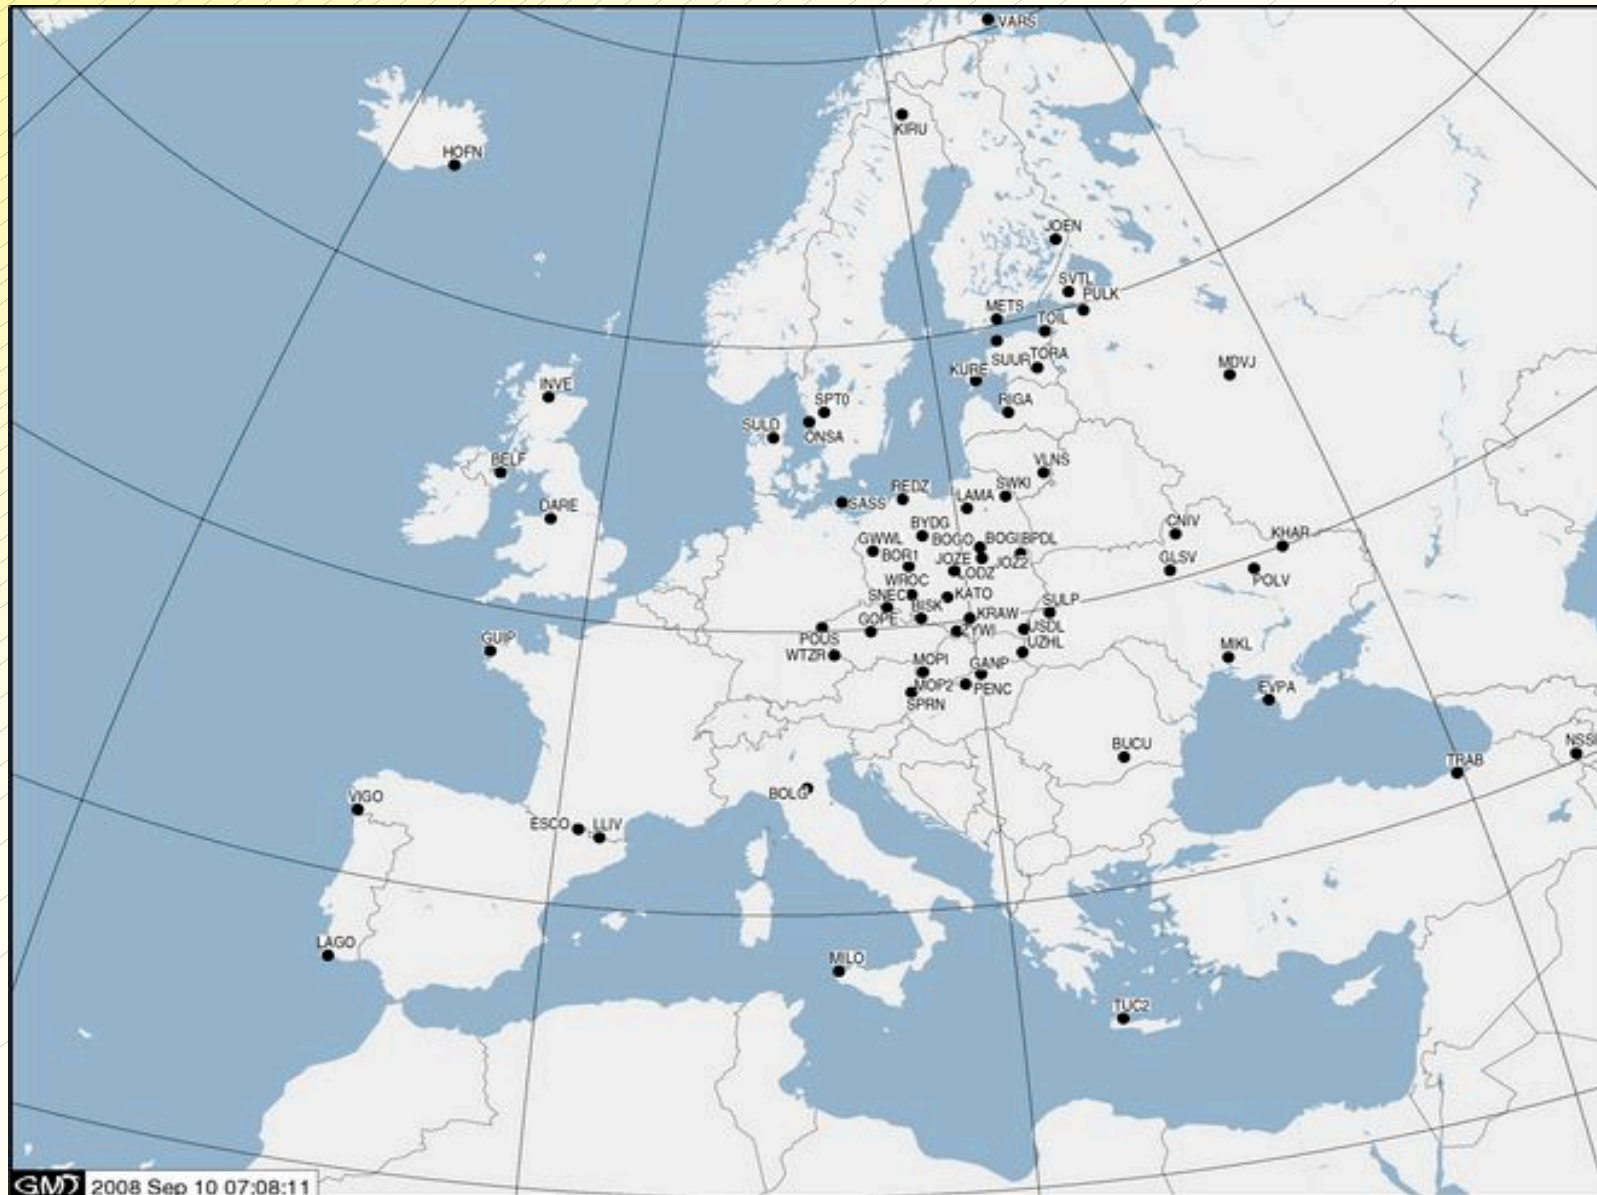 VARS
KIRU
HOFN
JOEN
SVTL
PULK
METS
TOIL
SUUR TORA
KURE
MDVJ
INVE
SPT0
RIGA
SULD
ONSA
BELF
VLNS
REDZ
LAMA
SWKI
SASS
DARE
BYDG
CNIV
KHAR
GWWL
BOGO
BOGI
BPDL
BOR1
JOZE
JOZ2
GLSV
LODZ
POLV
WROC
SNEC
KATO
BISK
KRAW
SULP
GOPE
ZYWI
USDL
POUS
GUIP
UZHL
WTZR
MOPI
GANP
MIKL
MOP2
PENC
EVPA
SPRN
BUCU
NSSP
TRAB
BOLG
VIGO
ESCO
LLIV
LAGO
MILO
TUC2
GMD 2008 Sep 10 07:08:11